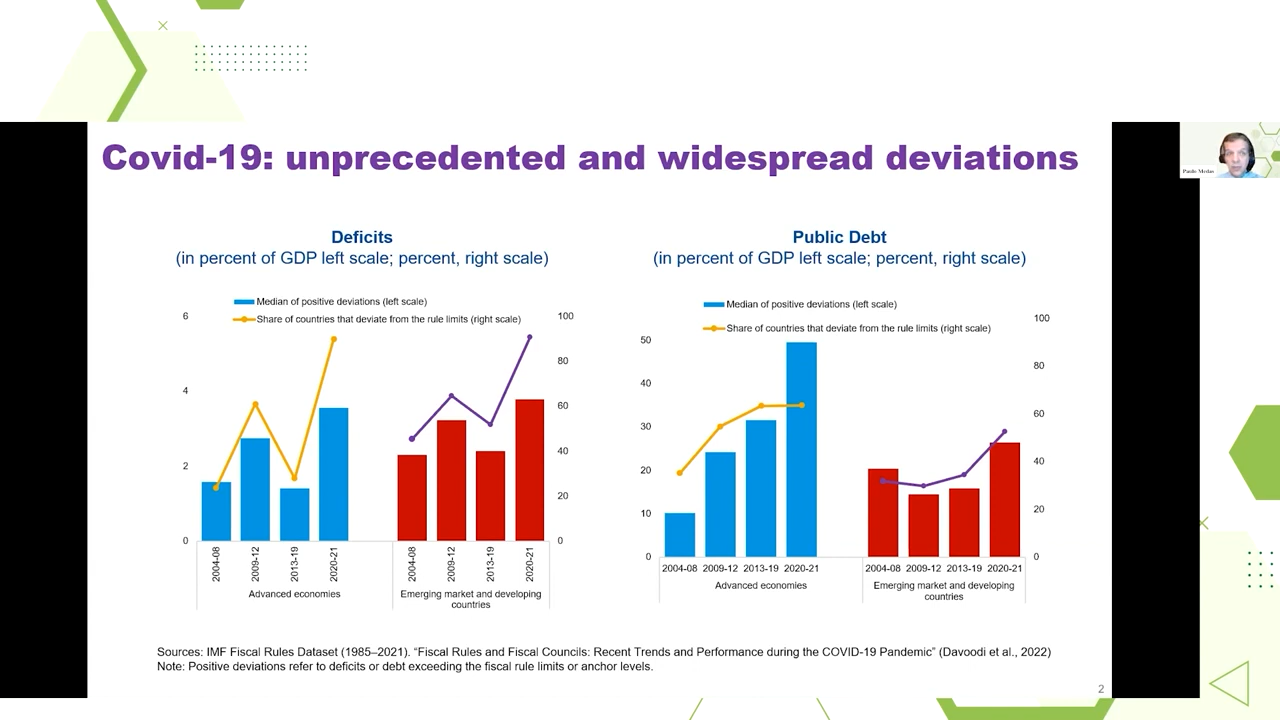 Covid-19: unprecedented and widespread deviations
Paulo Medas
Deficits
(in percent of GDP left scale; percent, right scale)
Median of positive deviations (left scale)
Share of countries that deviate from the rule limits (right scale)
6
4
2
0
100
80
60
40
20
0
2004-08
2009-12
2013-19
2020-21
2004-08
2009-12
2013-19
2020-21
Advanced economies
Emerging market and developing
countries
Public Debt
(in percent of GDP left scale; percent, right scale)
Median of positive deviations (left scale)
Share of countries that deviate from the rule limits (right scale)
50
40
30
20
10
0
100
80
60
40
20
0
2004-08 2009-12 2013-19 2020-21
2004-08 2009-12 2013-19 2020-21
Advanced economies
Emerging market and developing
countries
Sources: IMF Fiscal Rules Dataset (1985–2021). “Fiscal Rules and Fiscal Councils: Recent Trends and Performance during the COVID-19 Pandemic” (Davoodi et al., 2022)
Note: Positive deviations refer to deficits or debt exceeding the fiscal rule limits or anchor levels.
2